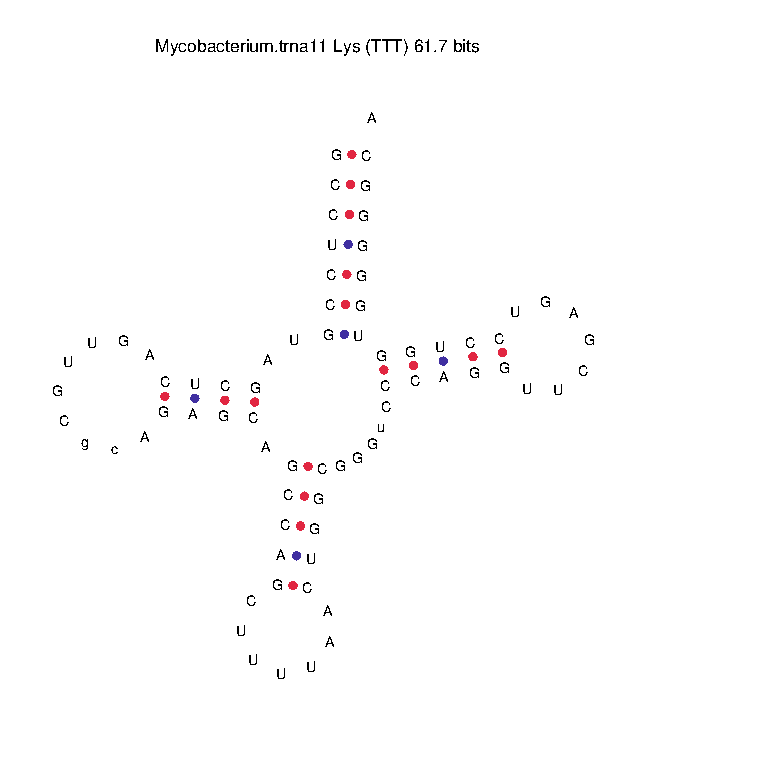 Mycobacterium.trna11 Lys (TTT) 61.7 bits
A
G C
C G
C G
U G
C G
C G
G U
U G A
U G
U C C
G G U
G
U U G A
A U
C U C G
G
C
g c A
G A G C
A
C C A G G U U C
C
u
G
G
G C G
C G
C G
A U
G C
C A
U A
U U U